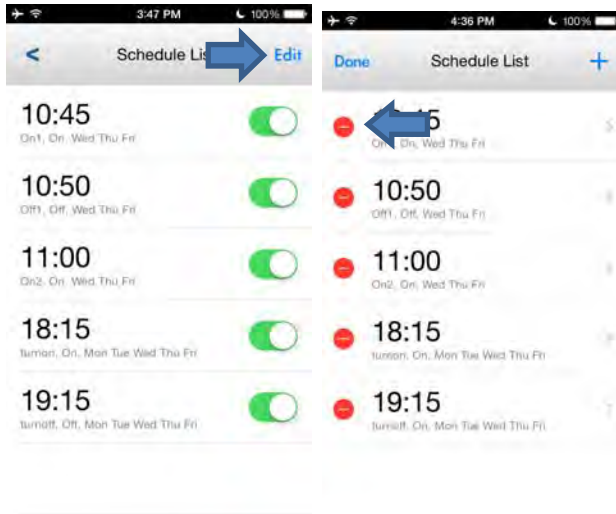 3:47 PM
100%
<
Schedule Lis
Edit
10:45
On1, On, Wed Thu Fri
10:50
Off1, Off, Wed Thu Fri
11:00
On2, On, Wed Thu Fri
18:15
turnon, On, Mon Tue Wed Thu Fri
19:15
turnoff, Off, Mon Tue Wed Thu Fri
4:36 PM
100%
Done
Schedule List
+
On, Wed Thu Fri
10:50
Off1, Off, Wed Thu Fri
11:00
On2, On, Wed Thu Fri
18:15
turnon, On, Mon Tue Wed Thu Fri
19:15
turnoff, On, Mon Tue Wed Thu Fri